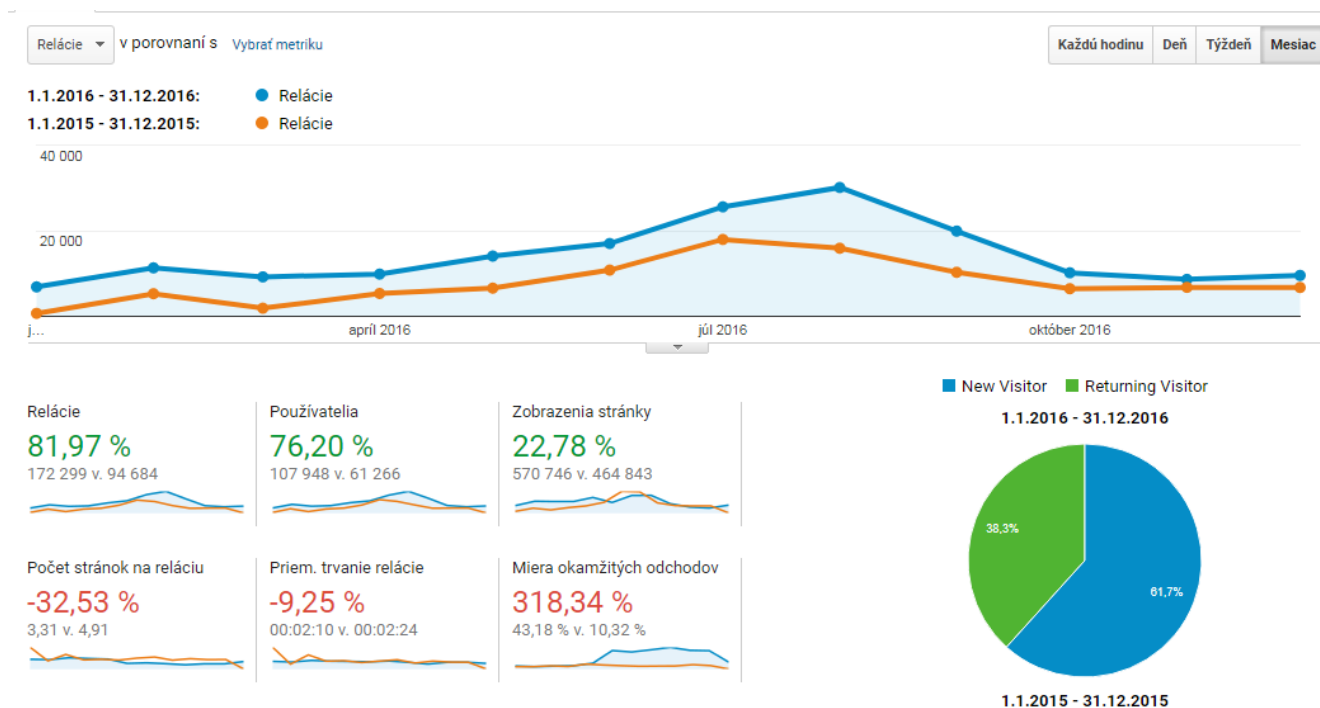 Relácie v porovnaní s Vybrať metriku Každú hodinu Deň Týždeň Mesiac
1.1.2016 - 31.12.2016: Relácie
1.1.2015 - 31.12.2015: Relácie
40 000
20 000
j... apríl 2016 júl 2016 október 2016
New Visitor Returning Visitor
1.1.2016 - 31.12.2016
Relácie
81,97 %
172 299 v. 94 684
Používatelia
76,20 %
107 948 v. 61 266
Zobrazenia stránky
22,78 %
570 746 v. 464 843
Počet stránok na reláciu
-32,53 %
3,31 v. 4,91
Priem. trvanie relácie
-9,25 %
00:02:10 v. 00:02:24
Miera okamžitých odchodov
318,34 %
43,18 % v. 10,32 %
38,3%
61,7%
1.1.2015 - 31.12.2015